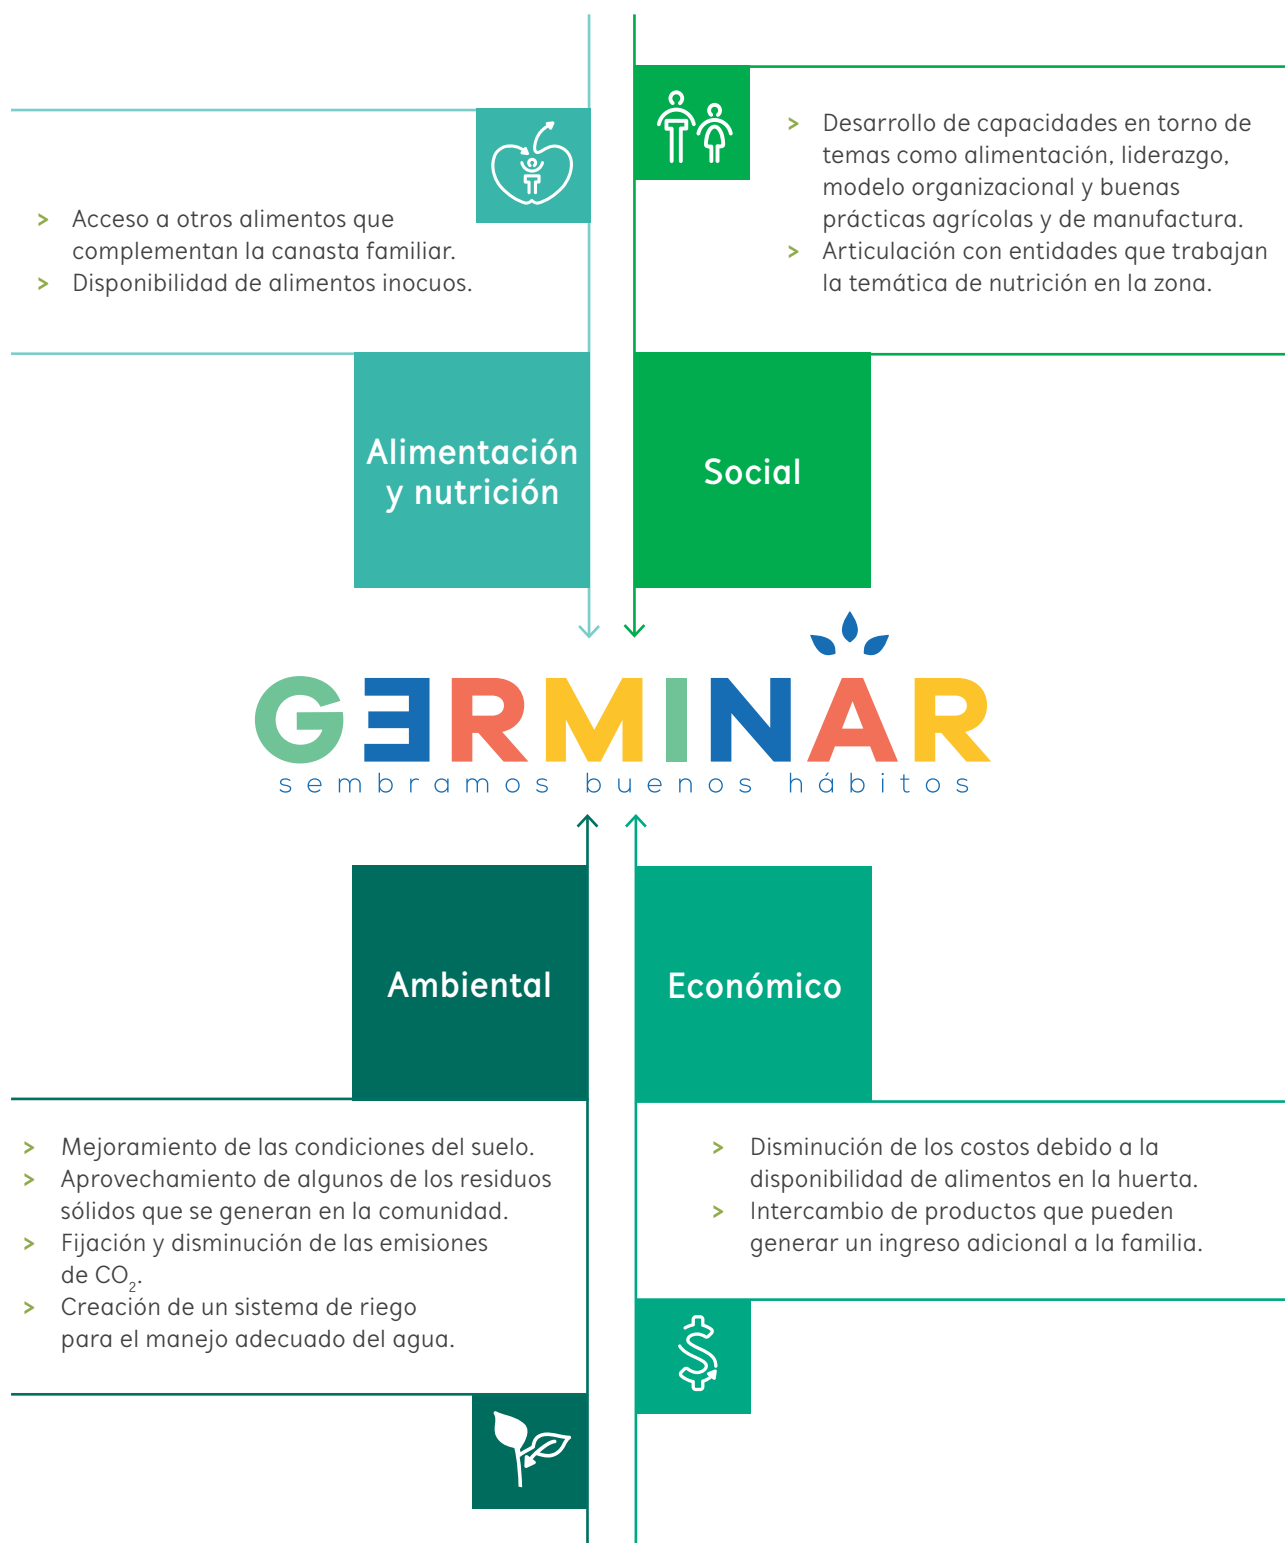 > Acceso a otros alimentos que
complementan la canasta familiar.
> Disponibilidad de alimentos inocuos.
Alimentación
y nutrición
> Desarrollo de capacidades en torno de
temas como alimentación, liderazgo,
modelo organizacional y buenas
prácticas agrícolas y de manufactura.
> Articulación con entidades que trabajan
la temática de nutrición en la zona.
Social
GERMINAR
sembramos buenos hábitos
Ambiental
> Mejoramiento de las condiciones del suelo.
> Aprovechamiento de algunos de los residuos
sólidos que se generan en la comunidad.
> Fijación y disminución de las emisiones
de CO₂.
> Creación de un sistema de riego
para el manejo adecuado del agua.
Económico
> Disminución de los costos debido a la
disponibilidad de alimentos en la huerta.
> Intercambio de productos que pueden
generar un ingreso adicional a la familia.